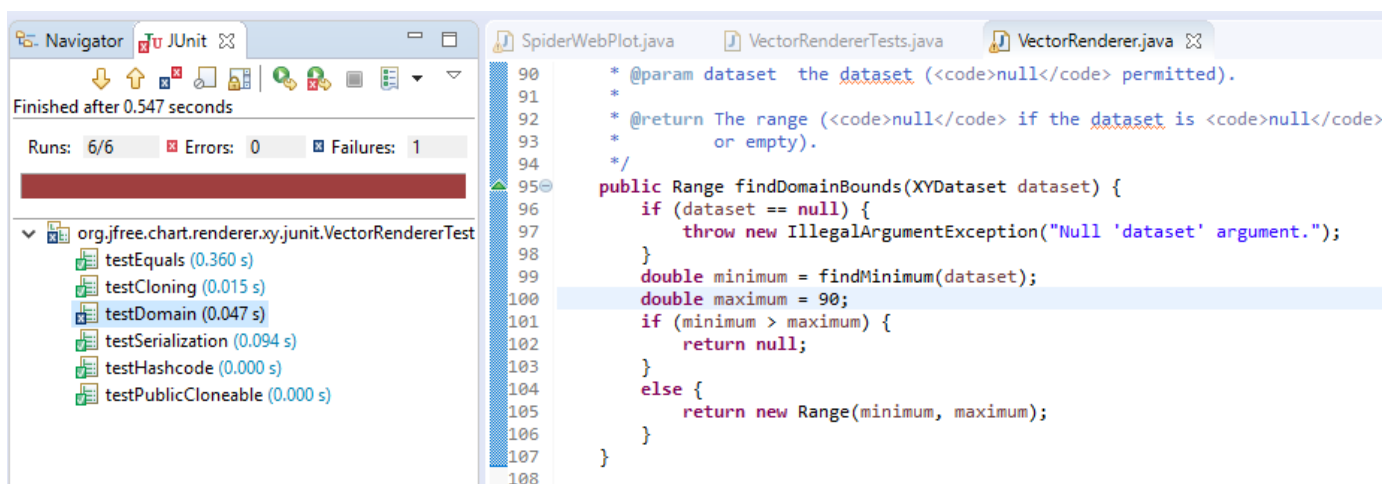 Navigator JUnit
Finished after 0.547 seconds
Runs: 6/6 Errors: 0 Failures: 1
org.jfree.chart.renderer.xy.junit.VectorRendererTest
testEquals (0.360 s)
testCloning (0.015 s)
testDomain (0.047 s)
testSerialization (0.094 s)
testHashcode (0.000 s)
testPublicCloneable (0.000 s)
SpiderWebPlot.java VectorRendererTests.java VectorRenderer.java
90 * @param dataset the dataset (<code>null</code> permitted).
91 *
92 * @return The range (<code>null</code> if the dataset is <code>null</code>
93 * or empty).
94 */
95 public Range findDomainBounds(XYDataset dataset) {
96 if (dataset == null) {
97 throw new IllegalArgumentException("Null 'dataset' argument.");
98 }
99 double minimum = findMinimum(dataset);
100 double maximum = 90;
101 if (minimum > maximum) {
102 return null;
103 }
104 else {
105 return new Range(minimum, maximum);
106 }
107 }
108